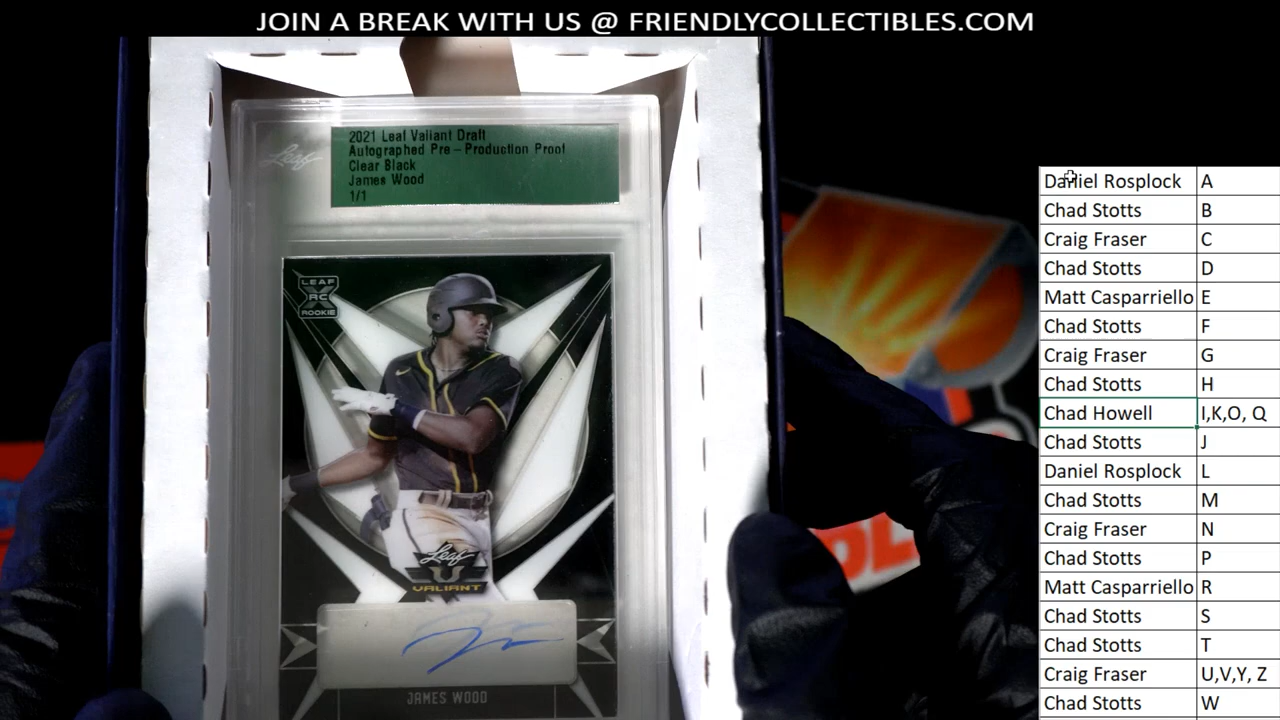 JOIN A BREAK WITH US @ FRIENDLYCOLLECTIBLES.COM
Leaf
2021 Leaf Valiant Draft
Autographed Pre-Production Proof
Clear Black
James Wood
1/1
LEAF
RC
ROOKIE
Leaf
VALIANT
JAMES WOOD
Daniel Rosplock A
Chad Stotts B
Craig Fraser C
Chad Stotts D
Matt Casparriello E
Chad Stotts F
Craig Fraser G
Chad Stotts H
Chad Howell I,K,O, Q
Chad Stotts J
Daniel Rosplock L
Chad Stotts M
Craig Fraser N
Chad Stotts P
Matt Casparriello R
Chad Stotts S
Chad Stotts T
Craig Fraser U,V,Y, Z
Chad Stotts W